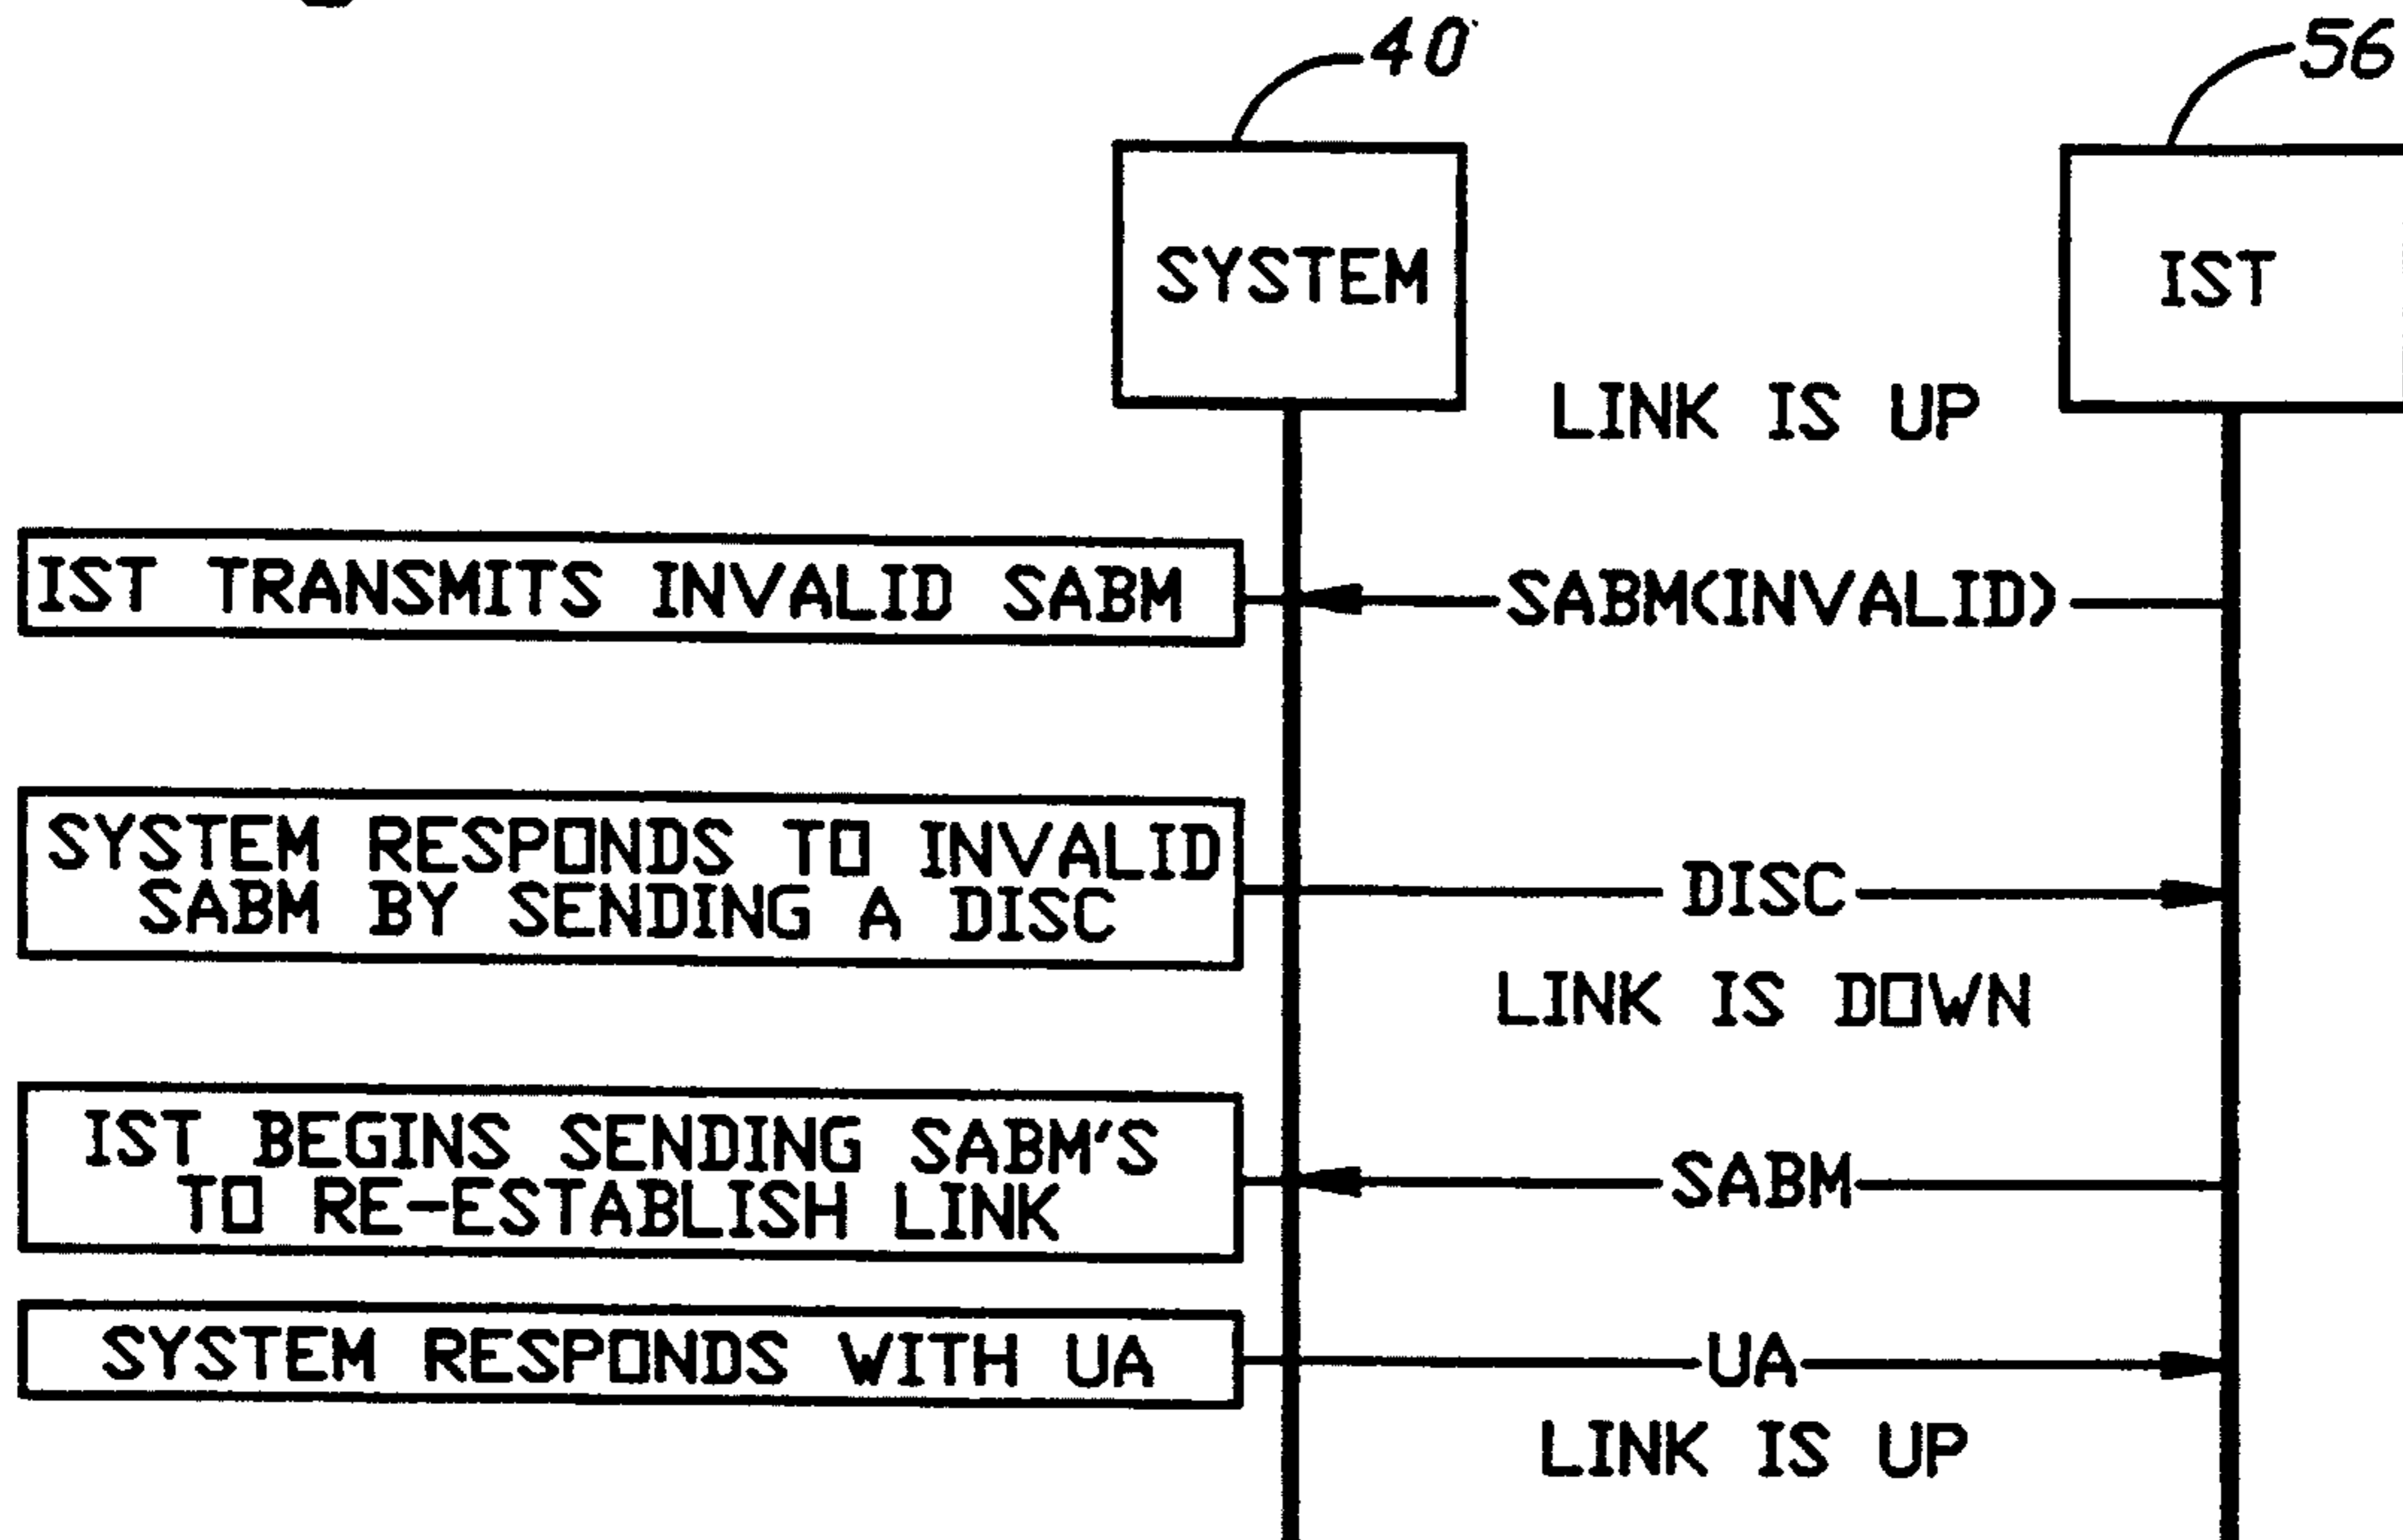 40
56
SYSTEM
IST
LINK IS UP
IST TRANSMITS INVALID SABM
SABM(INVALID)
SYSTEM RESPONDS TO INVALID
SABM BY SENDING A DISC
DISC
LINK IS DOWN
IST BEGINS SENDING SABM'S
TO RE-ESTABLISH LINK
SABM
SYSTEM RESPONDS WITH UA
UA
LINK IS UP